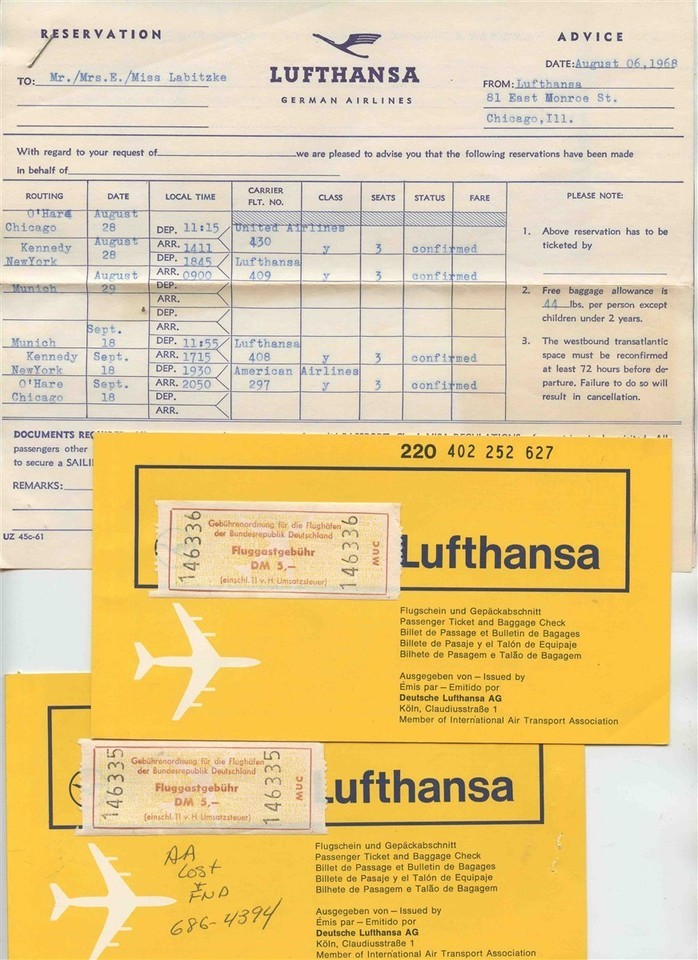 RESERVATION
ADVICE
LUFTHANSA
GERMAN AIRLINES
TO: Mr./Mrs.E./Miss Labitzke
DATE: August 06,1968
FROM: Lufthansa
81 East Monroe St.
Chicago,Ill.
With regard to your request of we are pleased to advise you that the following reservations have been made
in behalf of
ROUTING DATE LOCAL TIME CARRIER FLT. NO. CLASS SEATS STATUS FARE
O'Hare August
Chicago 28 DEP. 11:15 United Airlines
Kennedy August ARR. 1411 430 y 3 confirmed
NewYork 28 DEP. 1845 Lufthansa
August ARR. 0900 409 y 3 confirmed
Munich 29 DEP.
ARR.
DEP.
Sept. ARR.
Munich 18 DEP. 11:55 Lufthansa
Kennedy Sept. ARR. 1715 408 y 3 confirmed
NewYork 18 DEP. 1930 American Airlines
O'Hare Sept. ARR. 2050 297 y 3 confirmed
Chicago 18 DEP.
ARR.
PLEASE NOTE:
1. Above reservation has to be
ticketed by
2. Free baggage allowance is
44 lbs. per person except
children under 2 years.
3. The westbound transatlantic
space must be reconfirmed
at least 72 hours before de-
parture. Failure to do so will
result in cancellation.
DOCUMENTS
passengers other
to secure a
REMARKS:
UZ 45c-61
220 402 252 627
146336
Gebührenordnung für die Flughäfen
der Bundesrepublik Deutschland
Fluggastgebühr
DM 5,—
(einschl. 11 v. H. Umsatzsteuer)
146336
MUC
Lufthansa
Flugschein und Gepäckabschnitt
Passenger Ticket and Baggage Check
Billet de Passage et Bulletin de Bagages
Billete de Pasaje y el Talón de Equipaje
Bilhete de Pasagem e Talão de Bagagem
Ausgegeben von – Issued by
Émis par – Emitido por
Deutsche Lufthansa AG
Köln, Claudiusstraße 1
Member of International Air Transport Association
146335
Gebührenordnung für die Flughäfen
der Bundesrepublik Deutschland
Fluggastgebühr
DM 5,—
(einschl. 11 v. H. Umsatzsteuer)
146335
MUC
Lufthansa
AA
Lost
&
FND
686-4394
Flugschein und Gepäckabschnitt
Passenger Ticket and Baggage Check
Billet de Passage et Bulletin de Bagages
Billete de Pasaje y el Talón de Equipaje
Bilhete de Pasagem e Talão de Bagagem
Ausgegeben von – Issued by
Émis par – Emitido por
Deutsche Lufthansa AG
Köln, Claudiusstraße 1
Member of International Air Transport Association